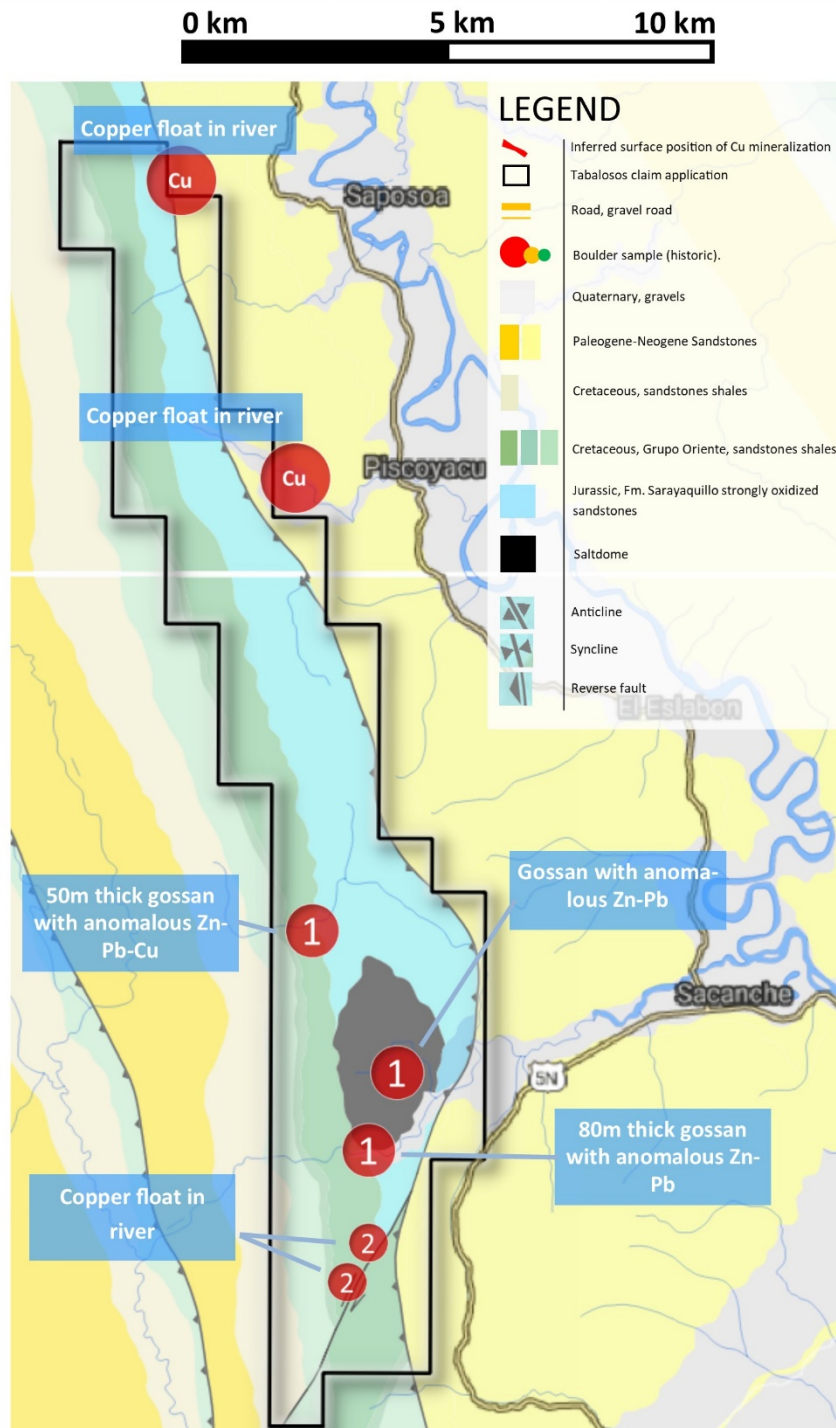 0 km 5 km 10 km
Copper float in river
Cu
Saposoa
LEGEND
Inferred surface position of Cu mineralization
Tabalosos claim application
Road, gravel road
Boulder sample (historic).
Quaternary, gravels
Paleogene-Neogene Sandstones
Cretaceous, sandstones shales
Cretaceous, Grupo Oriente, sandstones shales
Jurassic, Fm. Sarayaquillo strongly oxidized
sandstones
Saltdome
Anticline
Syncline
Reverse fault
Copper float in river
Cu
Piscoyacu
El Eslabon
50m thick gossan
with anomalous Zn-
Pb-Cu
1
Gossan with anoma-
lous Zn-Pb
Sacanche
1
5N
1
80m thick gossan
with anomalous Zn-
Pb
Copper float in
river
2
2